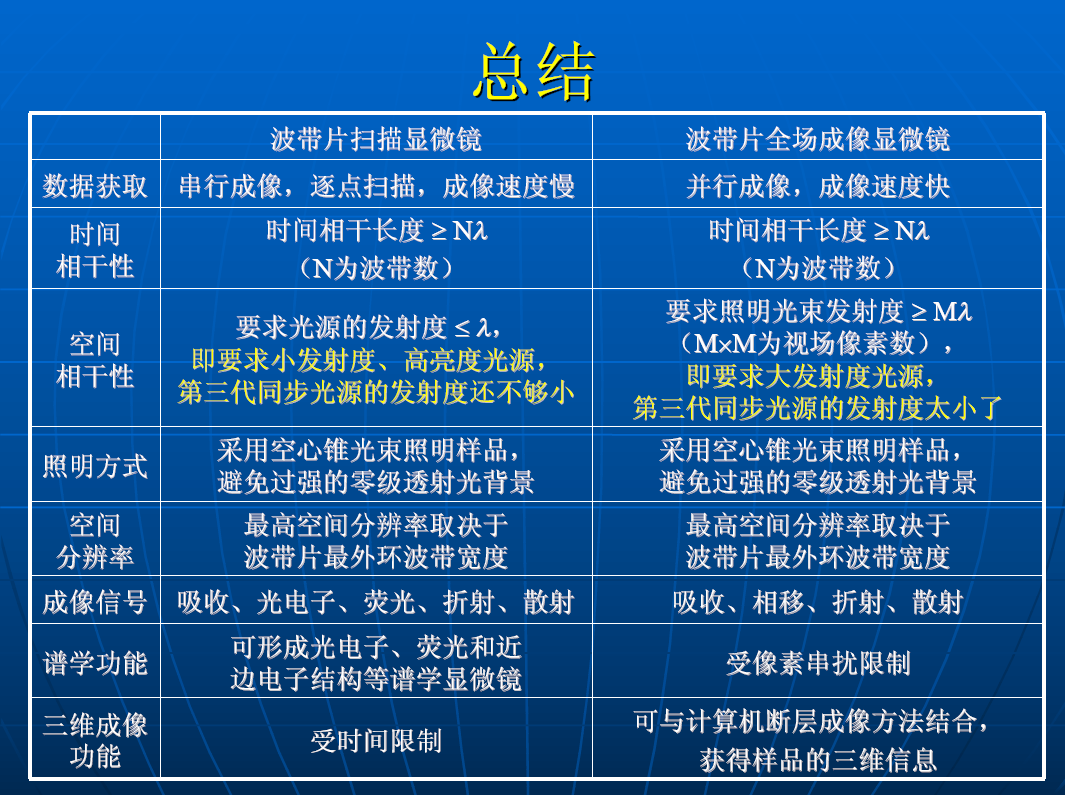 总结
波带片扫描显微镜
波带片全场成像显微镜
数据获取
串行成像，逐点扫描，成像速度慢
并行成像，成像速度快
时间
相干性
时间相干长度 ≥ Nλ
（N为波带数）
时间相干长度 ≥ Nλ
（N为波带数）
空间
相干性
要求光源的发射度 ≤ λ，
即要求小发射度、高亮度光源，
第三代同步光源的发射度还不够小
要求照明光束发射度 ≥ Mλ
（M×M为视场像素数），
即要求大发射度光源，
第三代同步光源的发射度太小了
照明方式
采用空心锥光束照明样品，
避免过强的零级透射光背景
采用空心锥光束照明样品，
避免过强的零级透射光背景
空间
分辨率
最高空间分辨率取决于
波带片最外环波带宽度
最高空间分辨率取决于
波带片最外环波带宽度
成像信号
吸收、光电子、荧光、折射、散射
吸收、相移、折射、散射
谱学功能
可形成光电子、荧光和近
边电子结构等谱学显微镜
受像素串扰限制
三维成像
功能
受时间限制
可与计算机断层成像方法结合，
获得样品的三维信息